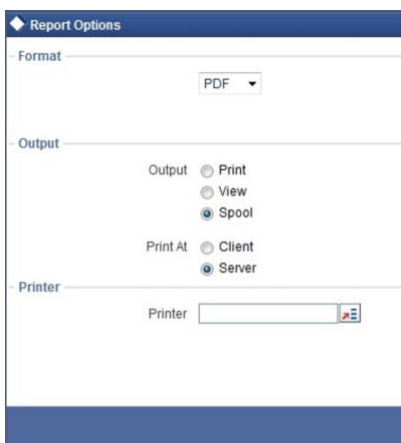 Report Options
Format
PDF
Output
Output Print
View
Spool
Print At Client
Server
Printer
Printer